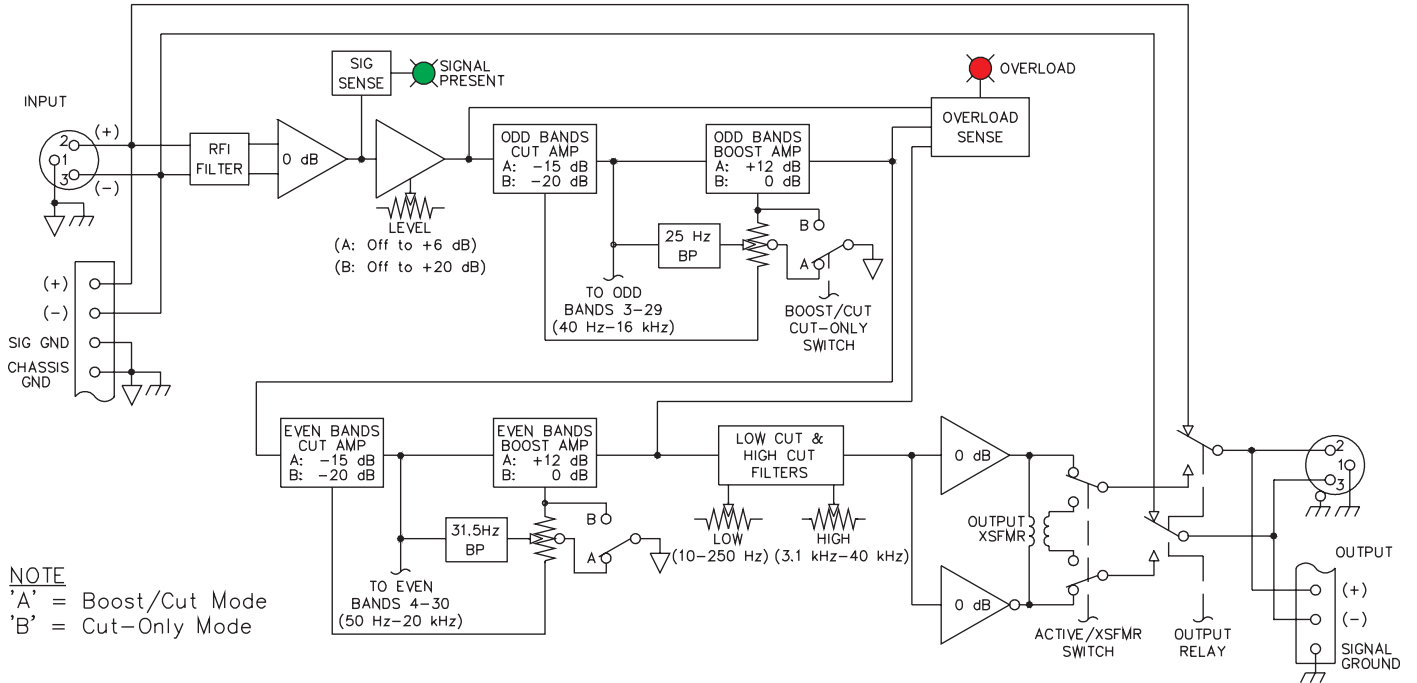 INPUT
2
1
3
(+)
(-)
RFI
FILTER
0 dB
SIG
SENSE
SIGNAL
PRESENT
LEVEL
(A: Off to +6 dB)
(B: Off to +20 dB)
ODD BANDS
CUT AMP
A: -15 dB
B: -20 dB
ODD BANDS
BOOST AMP
A: +12 dB
B: 0 dB
OVERLOAD
OVERLOAD
SENSE
25 Hz
BP
B
A
TO ODD
BANDS 3-29
(40 Hz-16 kHz)
BOOST/CUT
CUT-ONLY
SWITCH
(+)
(-)
SIG GND
CHASSIS
GND
EVEN BANDS
CUT AMP
A: -15 dB
B: -20 dB
EVEN BANDS
BOOST AMP
A: +12 dB
B: 0 dB
31.5Hz
BP
B
A
TO EVEN
BANDS 4-30
(50 Hz-20 kHz)
LOW CUT &
HIGH CUT
FILTERS
LOW
(10-250 Hz)
HIGH
(3.1 kHz-40 kHz)
0 dB
0 dB
OUTPUT
XSFMR
ACTIVE/XSFMR
SWITCH
OUTPUT
RELAY
2
1
3
OUTPUT
(+)
(-)
SIGNAL
GROUND
NOTE
'A' = Boost/Cut Mode
'B' = Cut-Only Mode